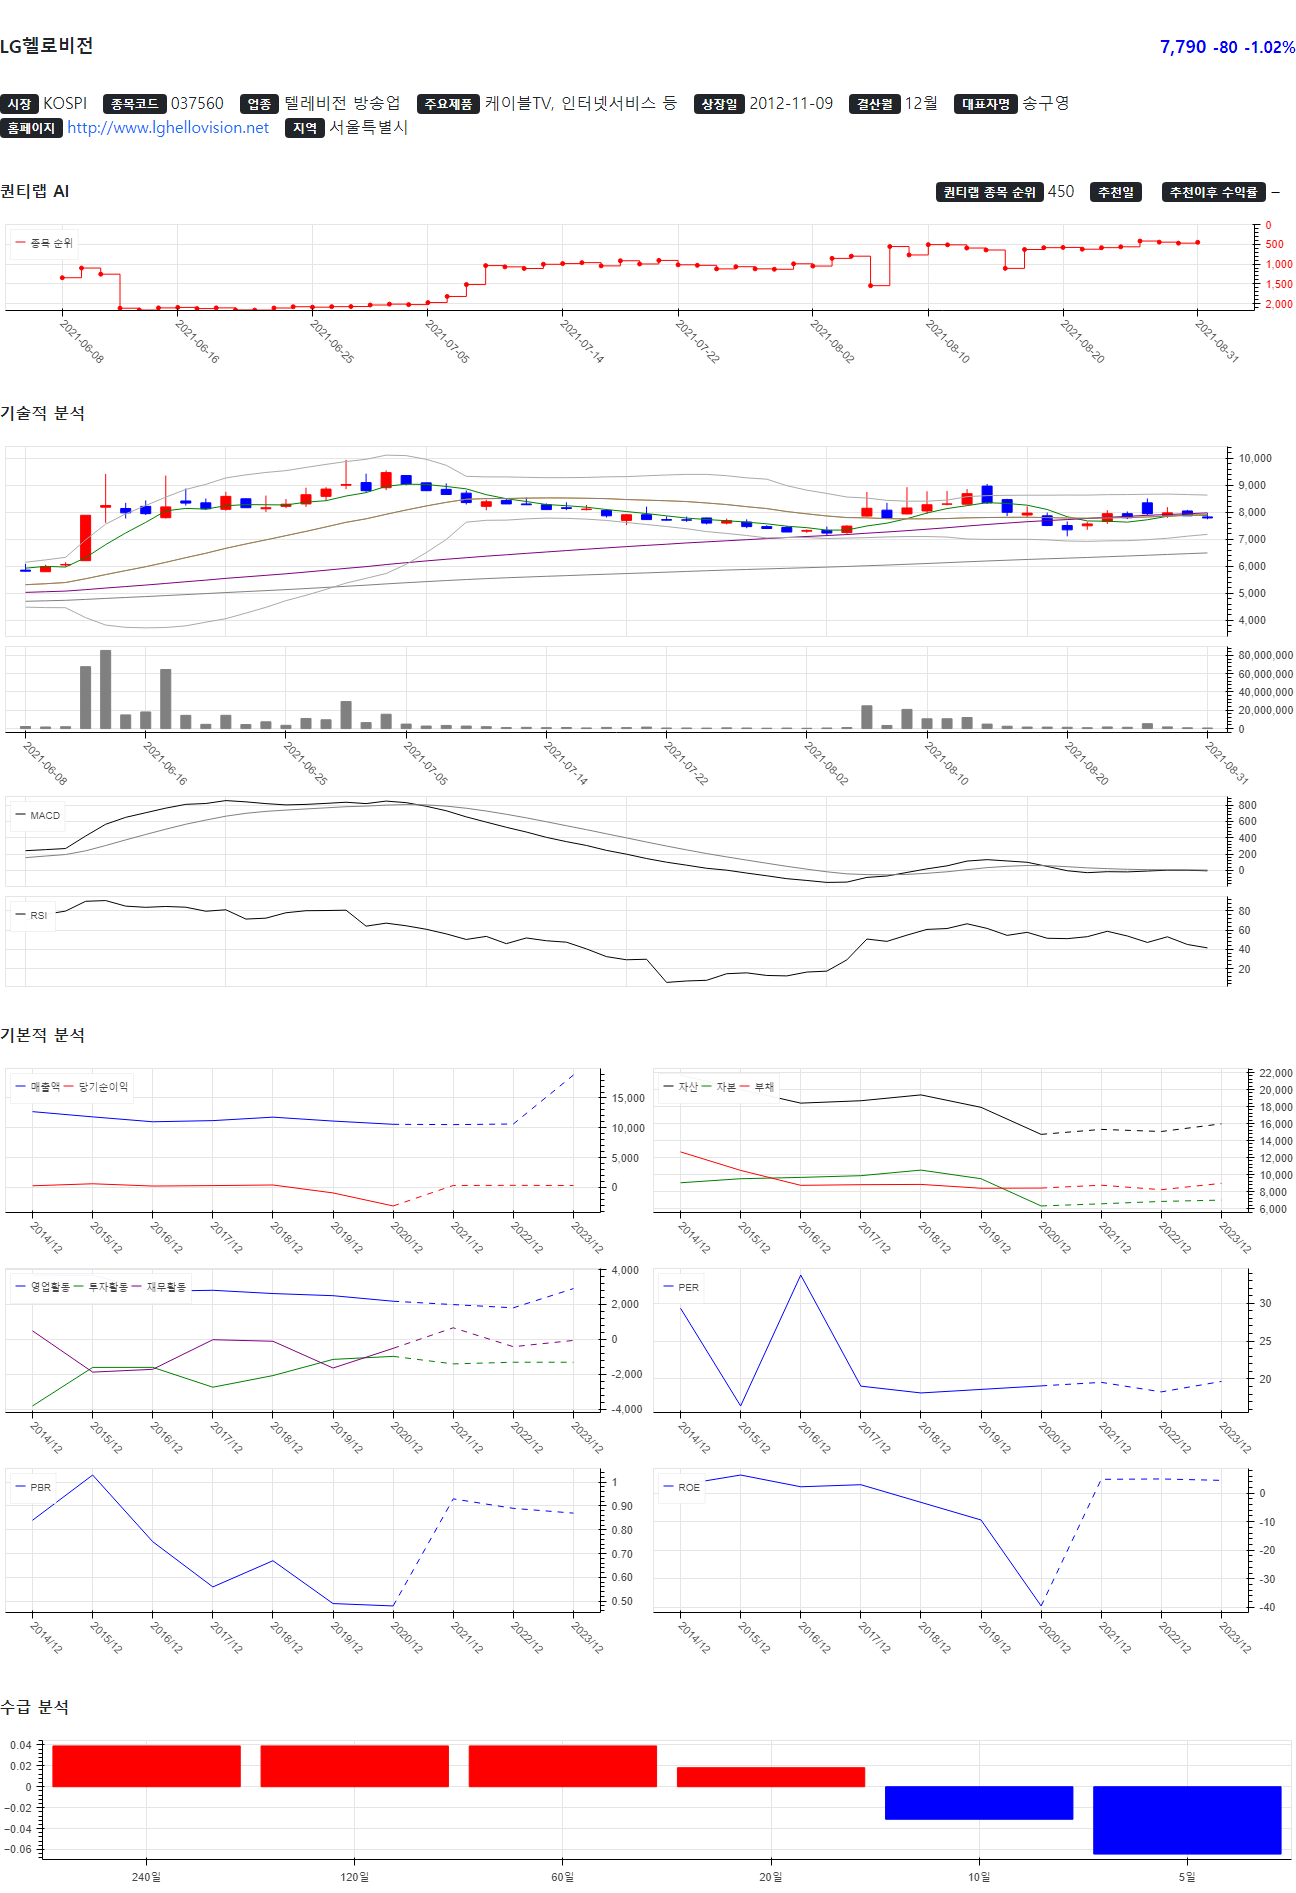 LG헬로비전
7,790 -80 -1.02%
시장 KOSPI 종목코드 037560 업종 텔레비전 방송업 주요제품 케이블TV, 인터넷서비스 등 상장일 2012-11-09 결산월 12월 대표자명 송구영
홈페이지 http://www.lghellovision.net 지역 서울특별시
퀀티랩 AI
퀀티랩 종목 순위 450 추천일 추천이후 수익률 –
종목 순위
0
500
1,000
1,500
2,000
2021-06-08 2021-06-16 2021-06-25 2021-07-05 2021-07-14 2021-07-22 2021-08-02 2021-08-10 2021-08-20 2021-08-31
기술적 분석
10,000
9,000
8,000
7,000
6,000
5,000
4,000
80,000,000
60,000,000
40,000,000
20,000,000
0
2021-06-08 2021-06-16 2021-06-25 2021-07-05 2021-07-14 2021-07-22 2021-08-02 2021-08-10 2021-08-20 2021-08-31
MACD
800
600
400
200
0
RSI
80
60
40
20
기본적 분석
매출액 당기순이익
15,000
10,000
5,000
0
2014/12 2015/12 2016/12 2017/12 2018/12 2019/12 2020/12 2021/12 2022/12 2023/12
자산 자본 부채
22,000
20,000
18,000
16,000
14,000
12,000
10,000
8,000
6,000
2014/12 2015/12 2016/12 2017/12 2018/12 2019/12 2020/12 2021/12 2022/12 2023/12
영업활동 투자활동 재무활동
4,000
2,000
0
-2,000
-4,000
2014/12 2015/12 2016/12 2017/12 2018/12 2019/12 2020/12 2021/12 2022/12 2023/12
PER
30
25
20
2014/12 2015/12 2016/12 2017/12 2018/12 2019/12 2020/12 2021/12 2022/12 2023/12
PBR
1
0.90
0.80
0.70
0.60
0.50
2014/12 2015/12 2016/12 2017/12 2018/12 2019/12 2020/12 2021/12 2022/12 2023/12
ROE
0
-10
-20
-30
-40
2014/12 2015/12 2016/12 2017/12 2018/12 2019/12 2020/12 2021/12 2022/12 2023/12
수급 분석
0.04
0.02
0
−0.02
−0.04
−0.06
240일 120일 60일 20일 10일 5일